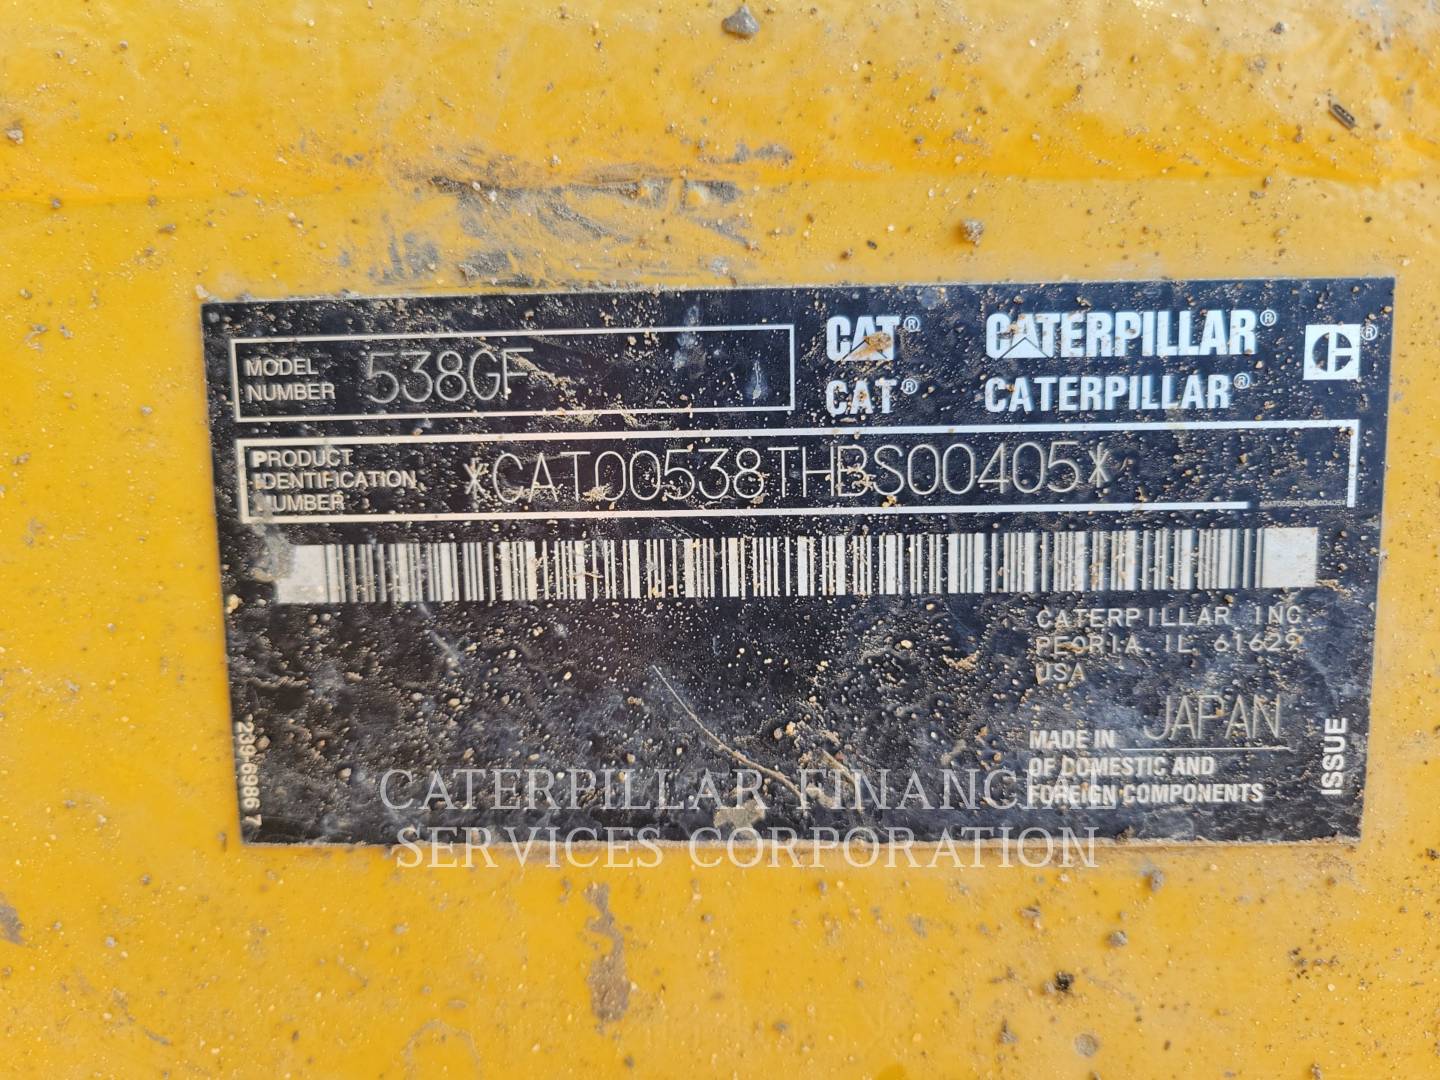 MODEL NUMBER 538GF
CAT® CATERPILLAR® ®
CAT® CATERPILLAR®
PRODUCT IDENTIFICATION NUMBER *CAT00538THBS00405*
CATERPILLAR INC.
PEORIA, IL 61629
USA
MADE IN JAPAN
OF DOMESTIC AND
FOREIGN COMPONENTS
ISSUE
239-6986 7
CATERPILLAR FINANCIAL
SERVICES CORPORATION